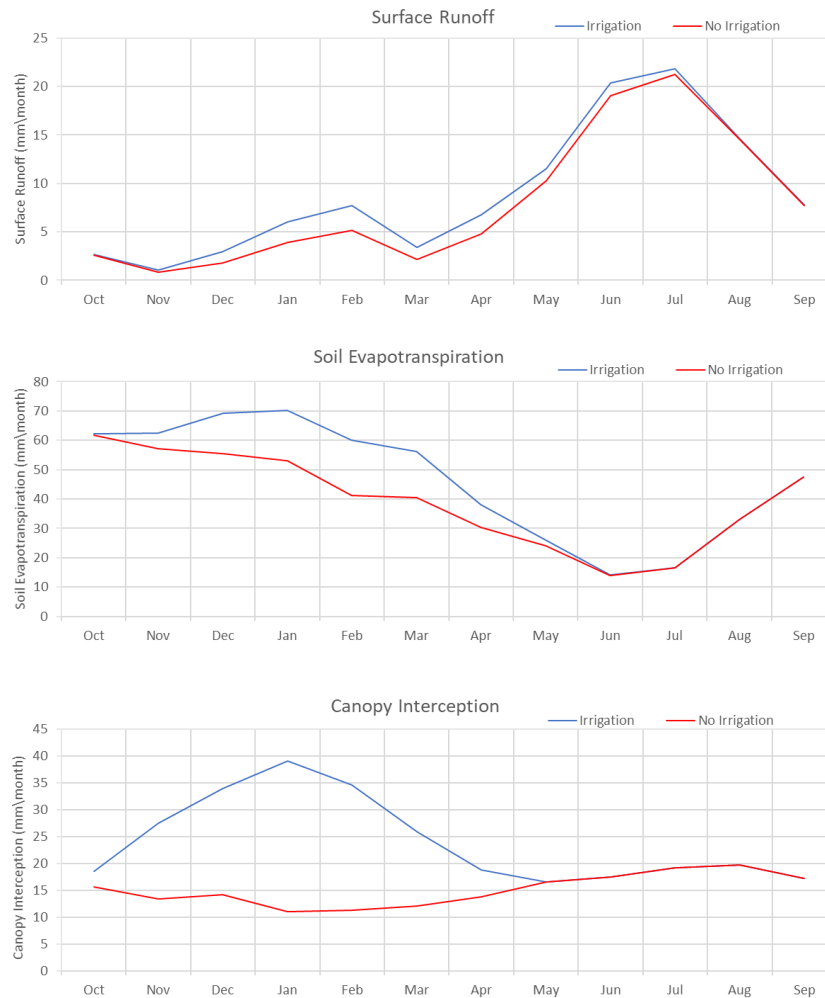 Surface Runoff
Irrigation No Irrigation
Surface Runoff (mm\month)
25
20
15
10
5
0
Oct Nov Dec Jan Feb Mar Apr May Jun Jul Aug Sep
Soil Evapotranspiration
Irrigation No Irrigation
Soil Evapotranspiration (mm\month)
80
70
60
50
40
30
20
10
0
Oct Nov Dec Jan Feb Mar Apr May Jun Jul Aug Sep
Canopy Interception
Irrigation No Irrigation
Canopy Interception (mm\month)
45
40
35
30
25
20
15
10
5
0
Oct Nov Dec Jan Feb Mar Apr May Jun Jul Aug Sep